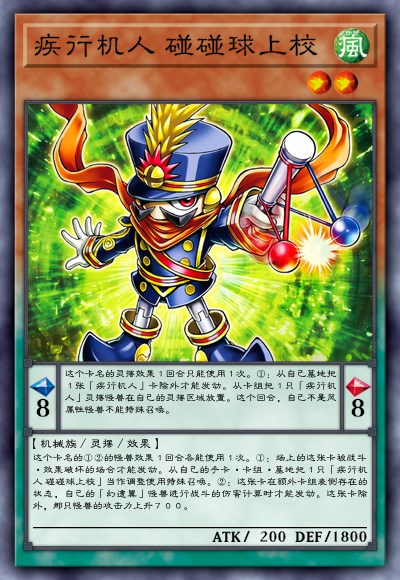 疾行机人 碰碰球上校
風
这个卡名的灵摆效果1回合只能使用1次。①:从自己墓地把
1张「疾行机人」卡除外才能发动。从卡组把1只「疾行机
人」灵摆怪兽在自己的灵摆区域放置。这个回合,自己不是风
属性怪兽不能特殊召唤。
8
8
【机械族/灵摆/效果】
这个卡名的①②的怪兽效果1回合各能使用1次。①:场上的这张卡被战斗
·效果破坏的场合才能发动。从自己的手卡·卡组·墓地把1只「疾行机
人 碰碰球上校」当作调整使用特殊召唤。②:这张卡在额外卡组表侧存在的
状态,自己的「幻透翼」怪兽进行战斗的伤害计算时才能发动。这张卡除
外,那只怪兽的攻击力上升700。
ATK/ 200 DEF/1800